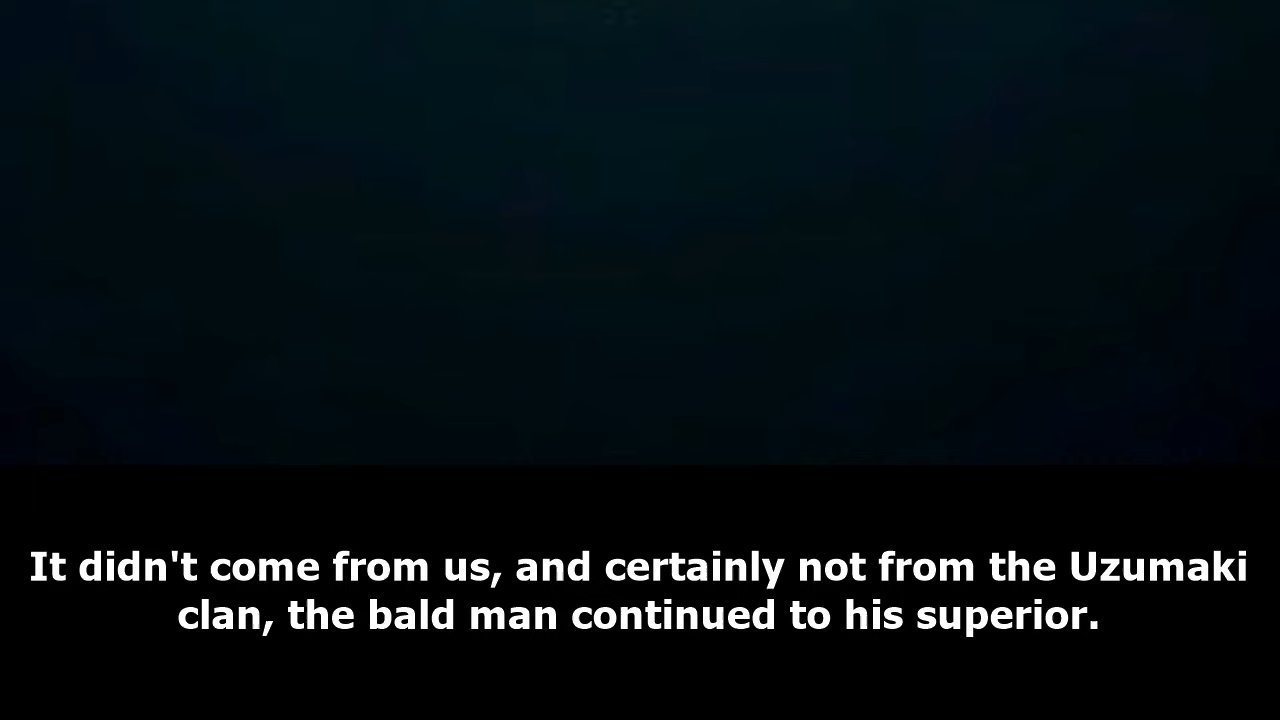 It didn't come from us, and certainly not from the Uzumaki
clan, the bald man continued to his superior.